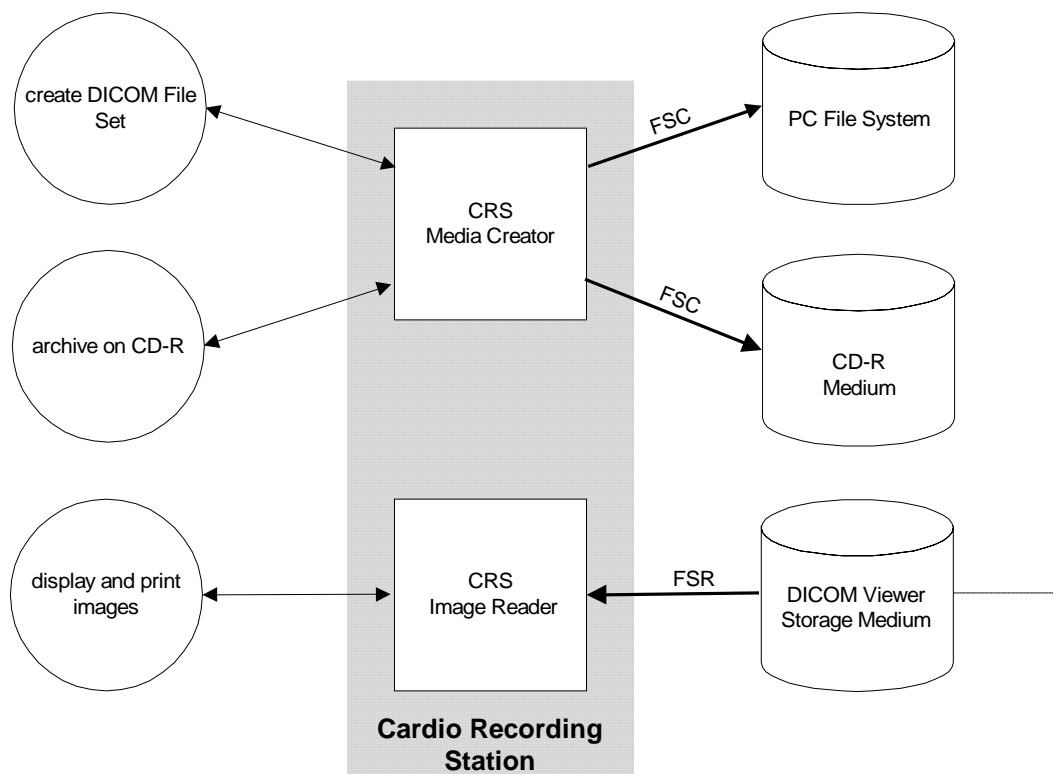 create DICOM File
Set
FSC
PC File System
CRS
Media Creator
archive on CD-R
FSC
CD-R
Medium
display and print
images
CRS
Image Reader
FSR
DICOM Viewer
Storage Medium
Cardio Recording
Station